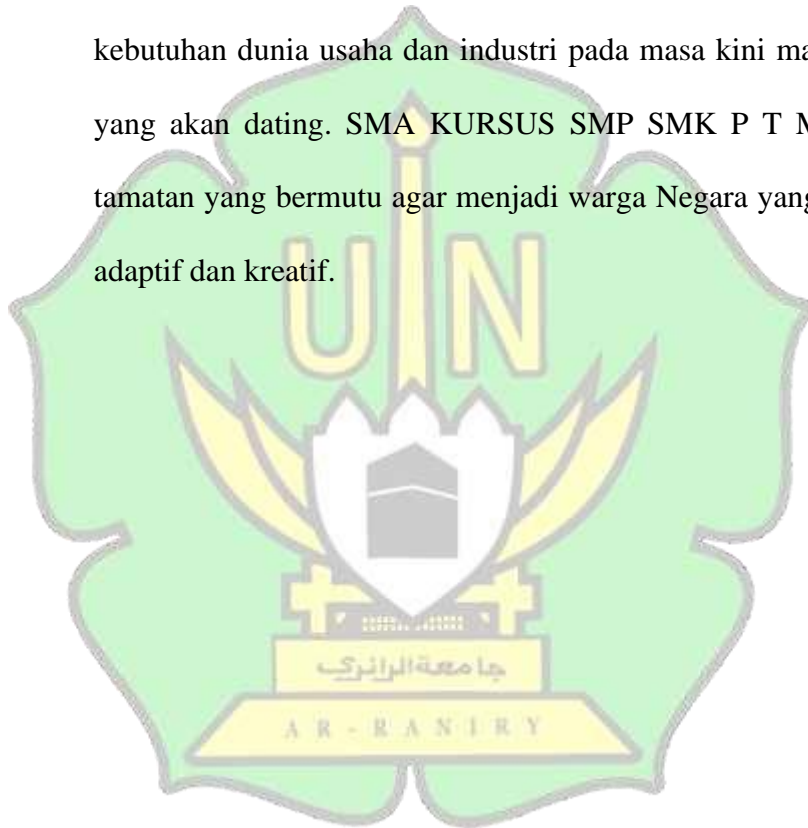 kebutuhan dunia usaha dan industri pada masa kini ma
yang akan dating. SMA KURSUS SMP SMK P T M
tamatan yang bermutu agar menjadi warga Negara yang
adaptif dan kreatif.
UIN
جامعة الرانري
AR-RANIRY